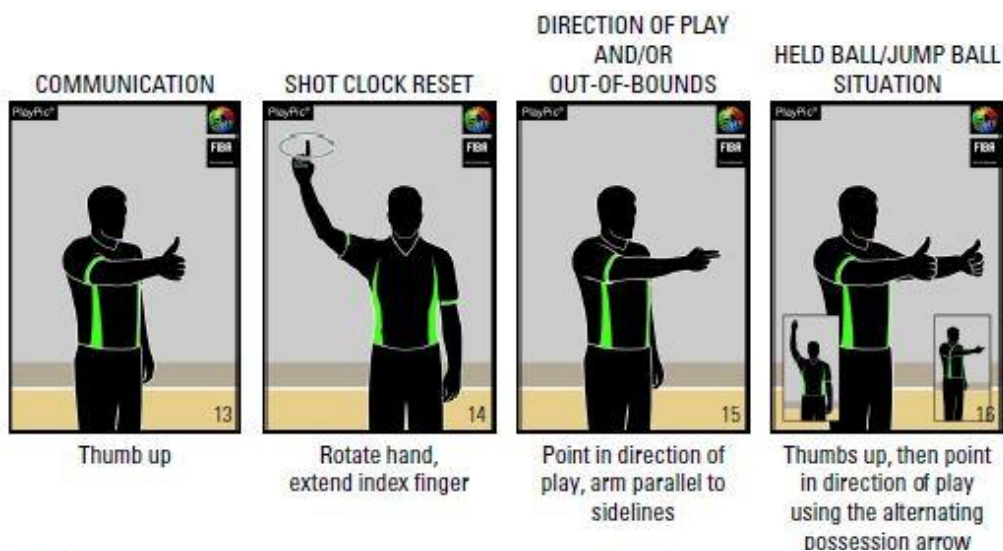 COMMUNICATION
PlayPic®
FIBA
13
Thumb up
SHOT CLOCK RESET
PlayPic®
FIBA
14
Rotate hand,
extend index finger
DIRECTION OF PLAY
AND/OR
OUT-OF-BOUNDS
PlayPic®
FIBA
15
Point in direction of
play, arm parallel to
sidelines
HELD BALL/JUMP BALL
SITUATION
PlayPic®
FIBA
16
Thumbs up, then point
in direction of play
using the alternating
possession arrow